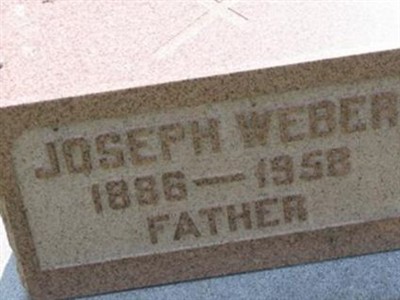 JOSEPH WEBER
1886 — 1958
FATHER